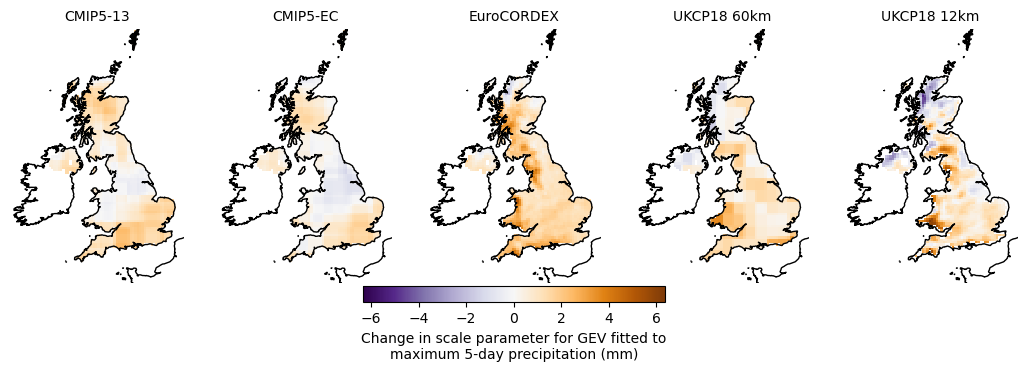 CMIP5-13 CMIP5-EC EuroCORDEX UKCP18 60km UKCP18 12km
−6 −4 −2 0 2 4 6
Change in scale parameter for GEV fitted to
maximum 5-day precipitation (mm)